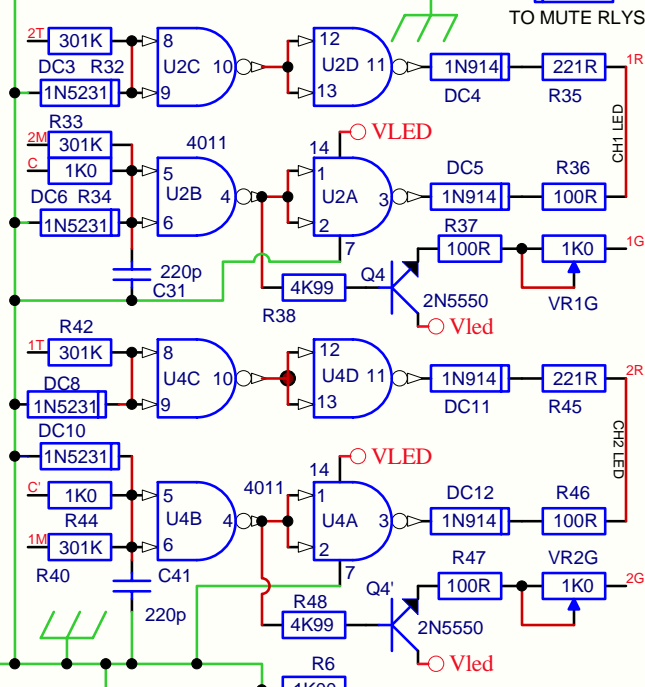 TO MUTE RLYS
2T 301K 8 12 1R
DC3 R32 U2C 10 U2D 11 1N914 221R
1N5231 9 13 DC4 R35
R33
2M 301K 4011 14 VLED CH1 LED
C 1K0 5 1 DC5 R36
DC6 R34 U2B 4 U2A 3 1N914 100R
1N5231 6 2 R37
7 100R 1K0 1G
220p Q4
C31 4K99 2N5550 VR1G
R38 Vled
R42
1T 301K 8 12 2R
DC8 U4C 10 U4D 11 1N914 221R
1N5231 9 13 DC11 R45
DC10
1N5231 14 VLED CH2 LED
C' 1K0 5 4011 1 DC12 R46
R44 U4B 4 U4A 3 1N914 100R
1M 301K 6 2
R40 C41 7 R47 VR2G
Q4' 100R 1K0 2G
220p R48
4K99 2N5550
R6 Vled